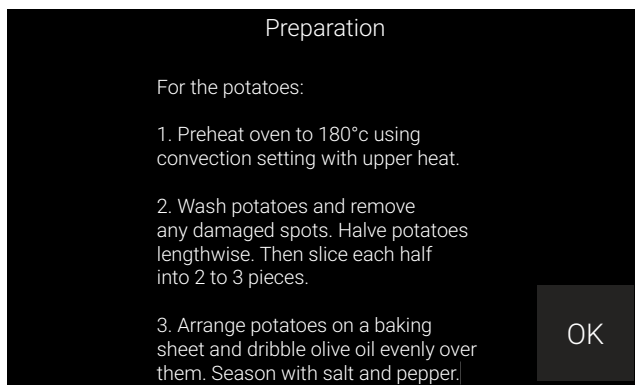 Preparation
For the potatoes:
1. Preheat oven to 180°c using
convection setting with upper heat.
2. Wash potatoes and remove
any damaged spots. Halve potatoes
lengthwise. Then slice each half
into 2 to 3 pieces.
3. Arrange potatoes on a baking
sheet and dribble olive oil evenly over
them. Season with salt and pepper.
OK